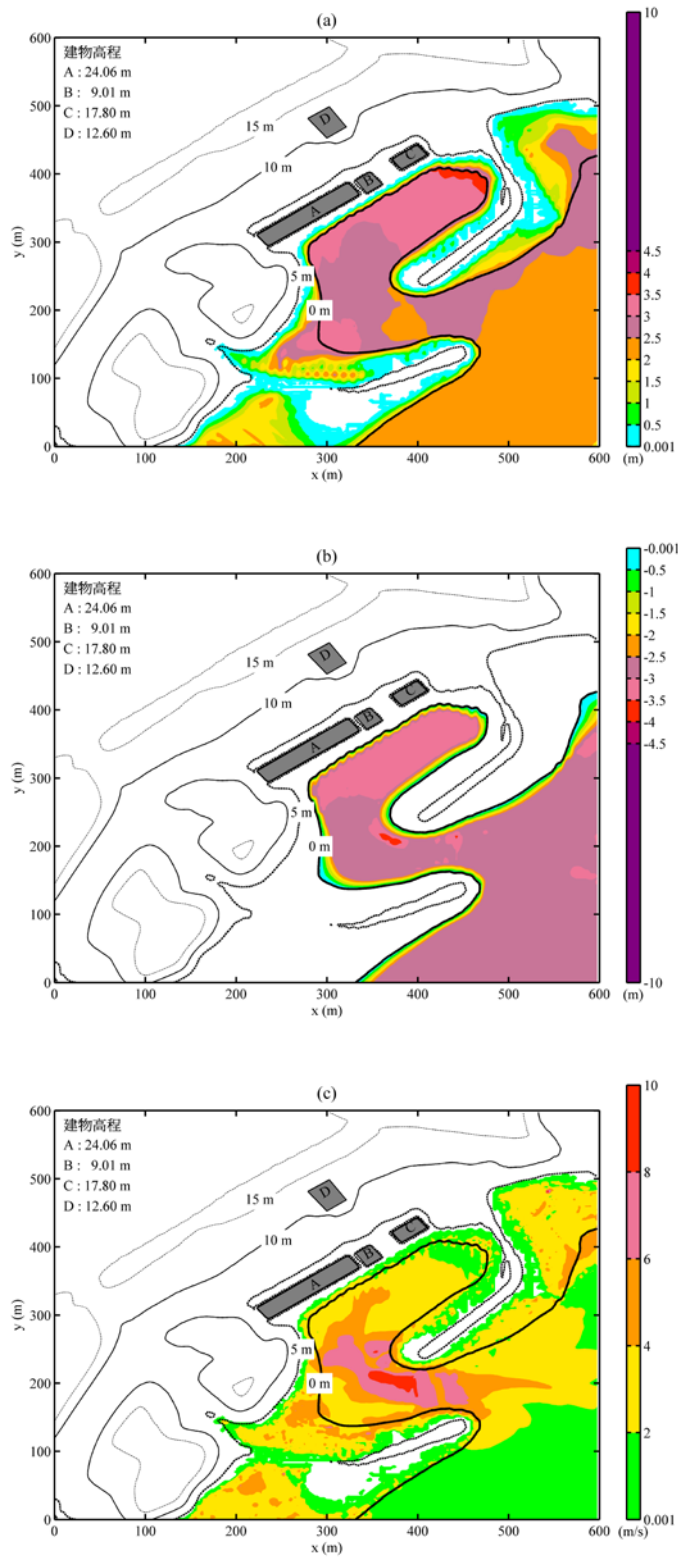 (a)
建物高程
A : 24.06 m
B : 9.01 m
C : 17.80 m
D : 12.60 m
15 m
10 m
5 m
0 m
A
B
C
D
600
500
400
300
200
100
0
y (m)
0 100 200 300 400 500 600
x (m)
10
4.5
4
3.5
3
2.5
2
1.5
1
0.5
0.001
(m)
(b)
建物高程
A : 24.06 m
B : 9.01 m
C : 17.80 m
D : 12.60 m
15 m
10 m
5 m
0 m
A
B
C
D
600
500
400
300
200
100
0
y (m)
0 100 200 300 400 500 600
x (m)
-0.001
-0.5
-1
-1.5
-2
-2.5
-3
-3.5
-4
-4.5
-10
(m)
(c)
建物高程
A : 24.06 m
B : 9.01 m
C : 17.80 m
D : 12.60 m
15 m
10 m
5 m
0 m
A
B
C
D
600
500
400
300
200
100
0
y (m)
0 100 200 300 400 500 600
x (m)
10
8
6
4
2
0.001
(m/s)